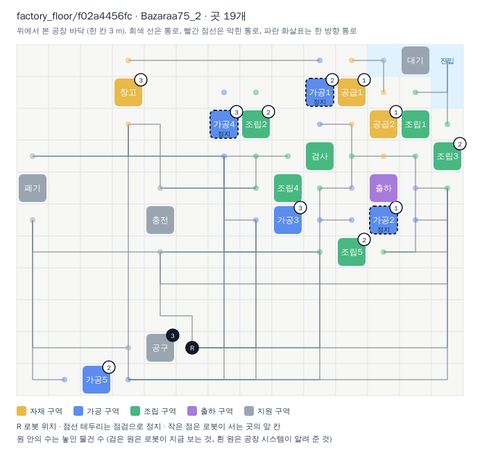 factory_floor/f02a4456fc · Bazaraa75_2 · 곳 19개
위에서 본 공장 바닥 (한 칸 3 m). 회색 선은 통로, 빨간 점선은 막힌 통로, 파란 화살표는 한 방향 통로
대기
진입
창고 3
가공1 2
정지
공급1 1
가공4 3
정지
조립2 2
공급2 1
조립1
검사
조립3 2
폐기
조립4
출하
충전
가공3 3
가공2 1
정지
조립5 2
공구 3
R
가공5 2
자재 구역
가공 구역
조립 구역
출하 구역
지원 구역
R 로봇 위치 · 점선 테두리는 점검으로 정지 · 작은 점은 로봇이 서는 곳의 앞 칸
원 안의 수는 놓인 물건 수 (검은 원은 로봇이 지금 보는 것, 흰 원은 공장 시스템이 알려 준 것)